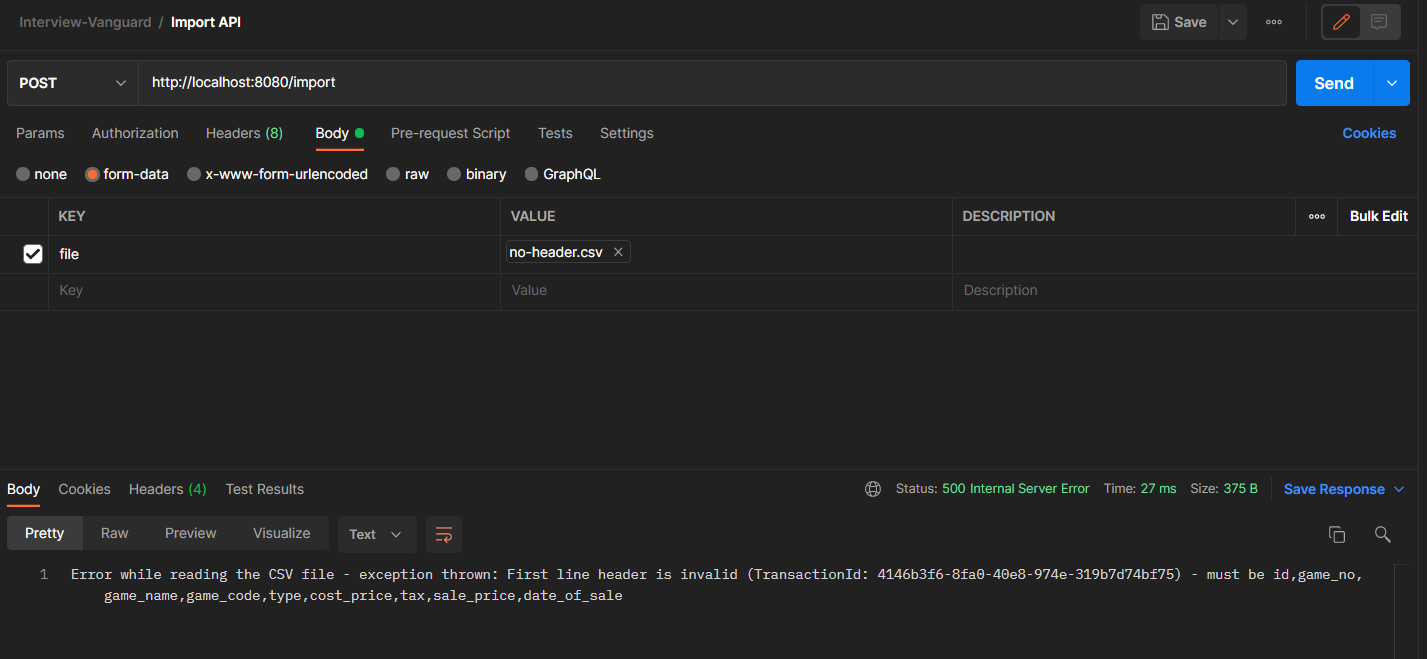 Interview-Vanguard / Import API
Save
POST http://localhost:8080/import Send
Params Authorization Headers (8) Body Pre-request Script Tests Settings Cookies
none form-data x-www-form-urlencoded raw binary GraphQL
KEY VALUE DESCRIPTION Bulk Edit
file no-header.csv
Key Value Description
Body Cookies Headers (4) Test Results Status: 500 Internal Server Error Time: 27 ms Size: 375 B Save Response
Pretty Raw Preview Visualize Text
1 Error while reading the CSV file - exception thrown: First line header is invalid (TransactionId: 4146b3f6-8fa0-40e8-974e-319b7d74bf75) - must be id,game_no,
game_name,game_code,type,cost_price,tax,sale_price,date_of_sale